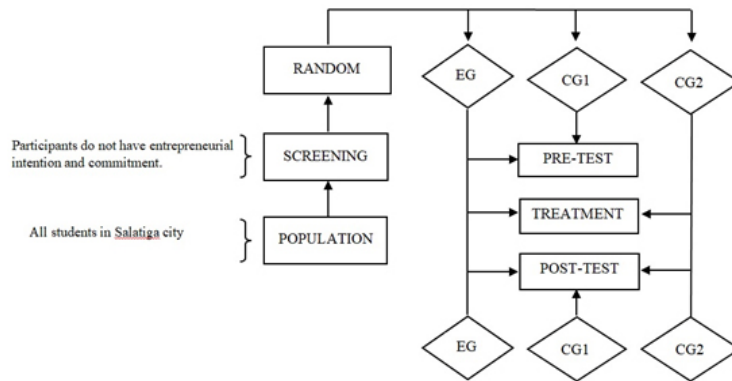 EG
CG1
CG2
RANDOM
Participants do not have entrepreneurial
intention and commitment.
SCREENING
PRE-TEST
TREATMENT
All students in Salatiga city
POPULATION
POST-TEST
EG
CG1
CG2